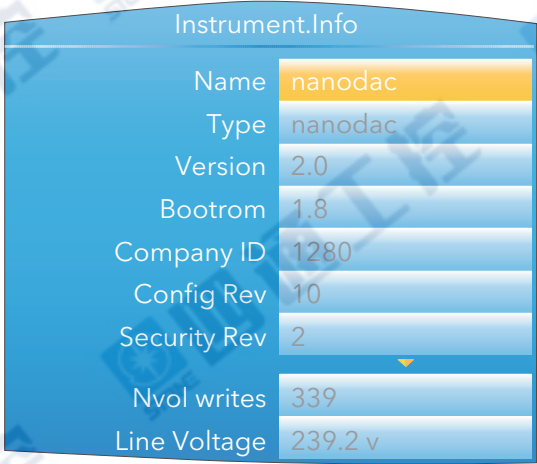 Instrument.Info
Name nanodac
Type nanodac
Version 2.0
Bootrom 1.8
Company ID 1280
Config Rev 10
Security Rev 2
Nvol writes 339
Line Voltage 239.2 v